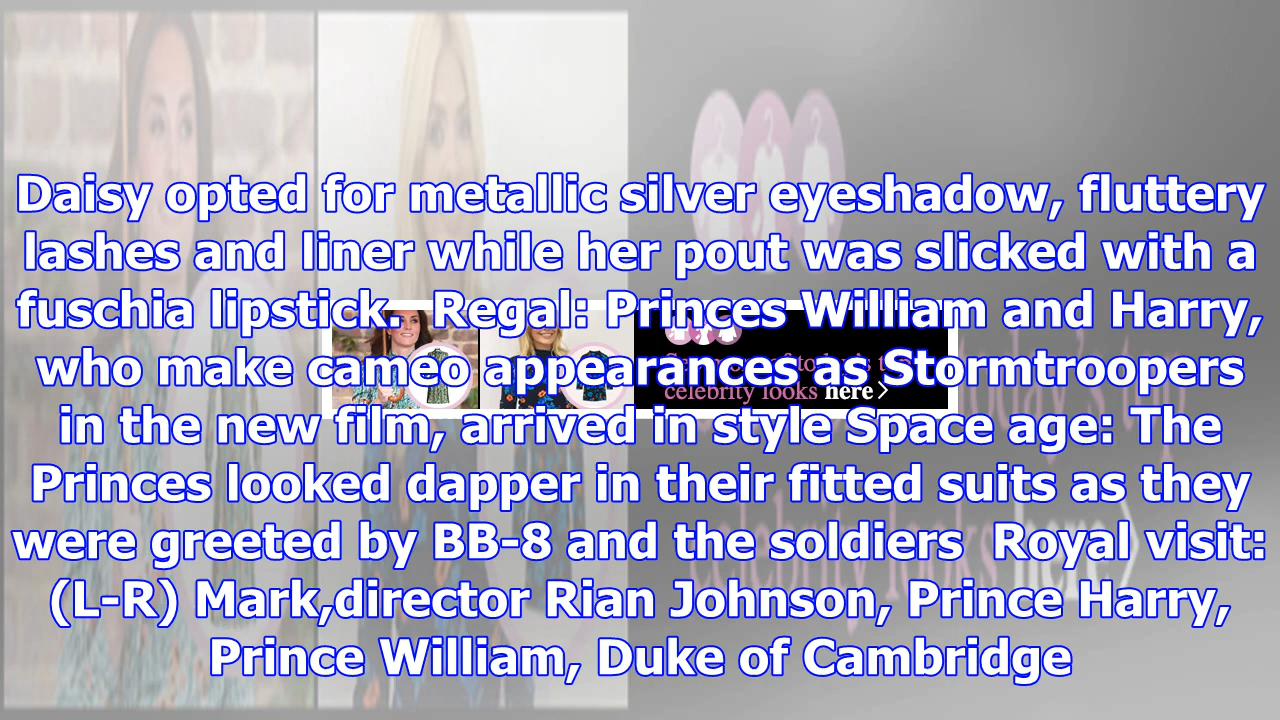 Daisy opted for metallic silver eyeshadow, fluttery
lashes and liner while her pout was slicked with a
fuschia lipstick.  Regal: Princes William and Harry,
who make cameo appearances as Stormtroopers
in the new film, arrived in style Space age: The
Princes looked dapper in their fitted suits as they
were greeted by BB-8 and the soldiers  Royal visit:
(L-R) Mark,director Rian Johnson, Prince Harry,
Prince William, Duke of Cambridge
celebrity looks here